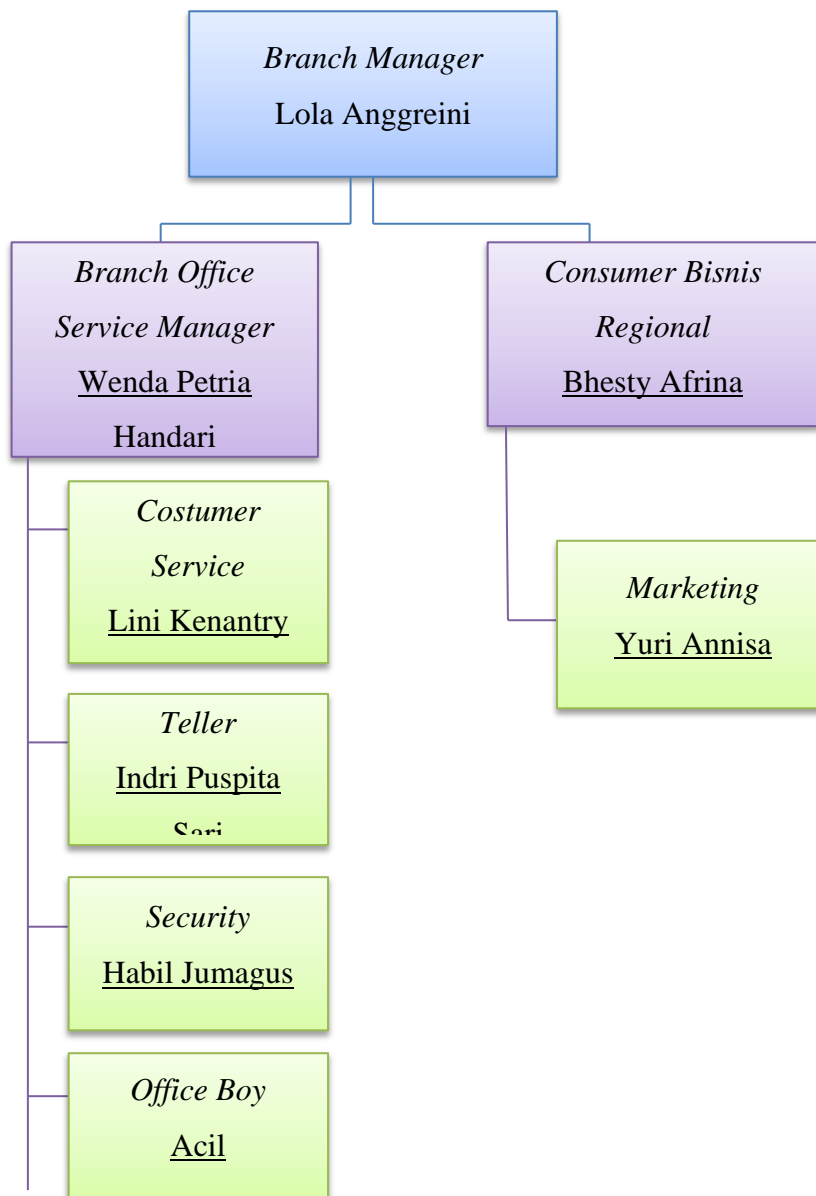 Branch Manager
Lola Anggreini
Branch Office
Service Manager
Wenda Petria
Handari
Consumer Bisnis
Regional
Bhesty Afrina
Costumer
Service
Lini Kenantry
Marketing
Yuri Annisa
Teller
Indri Puspita
Sari
Security
Habil Jumagus
Office Boy
Acil